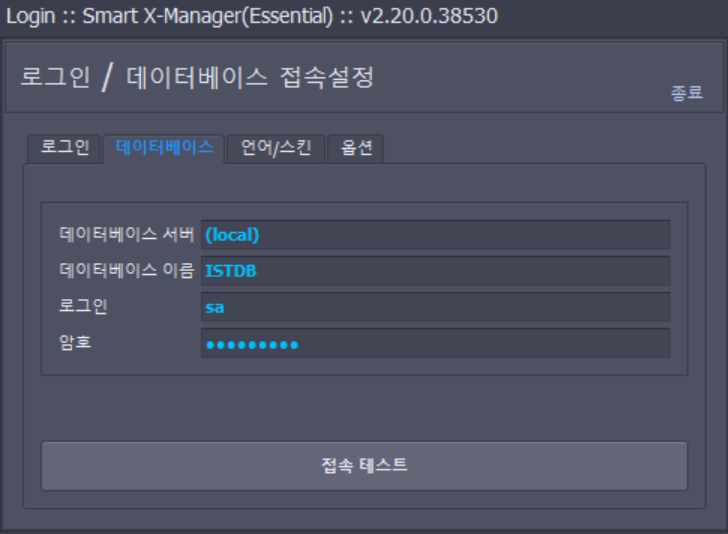 Login :: Smart X-Manager(Essential) :: v2.20.0.38530
로그인 / 데이터베이스 접속설정
종료
로그인 데이터베이스 언어/스킨 옵션
데이터베이스 서버 (local)
데이터베이스 이름 ISTDB
로그인 sa
암호 •••••••••
접속 테스트